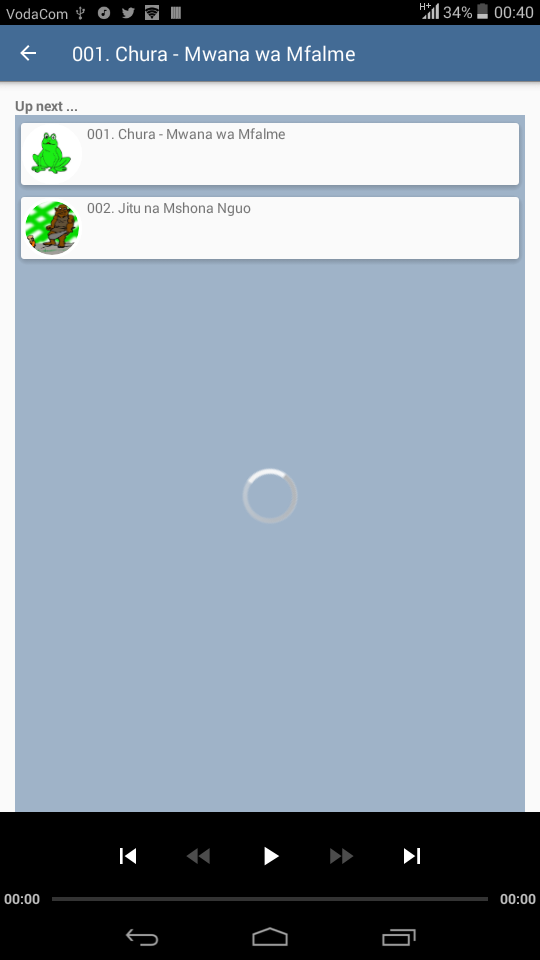 VodaCom H+ 34% 00:40
001. Chura - Mwana wa Mfalme
Up next ...
001. Chura - Mwana wa Mfalme
002. Jitu na Mshona Nguo
00:00 00:00